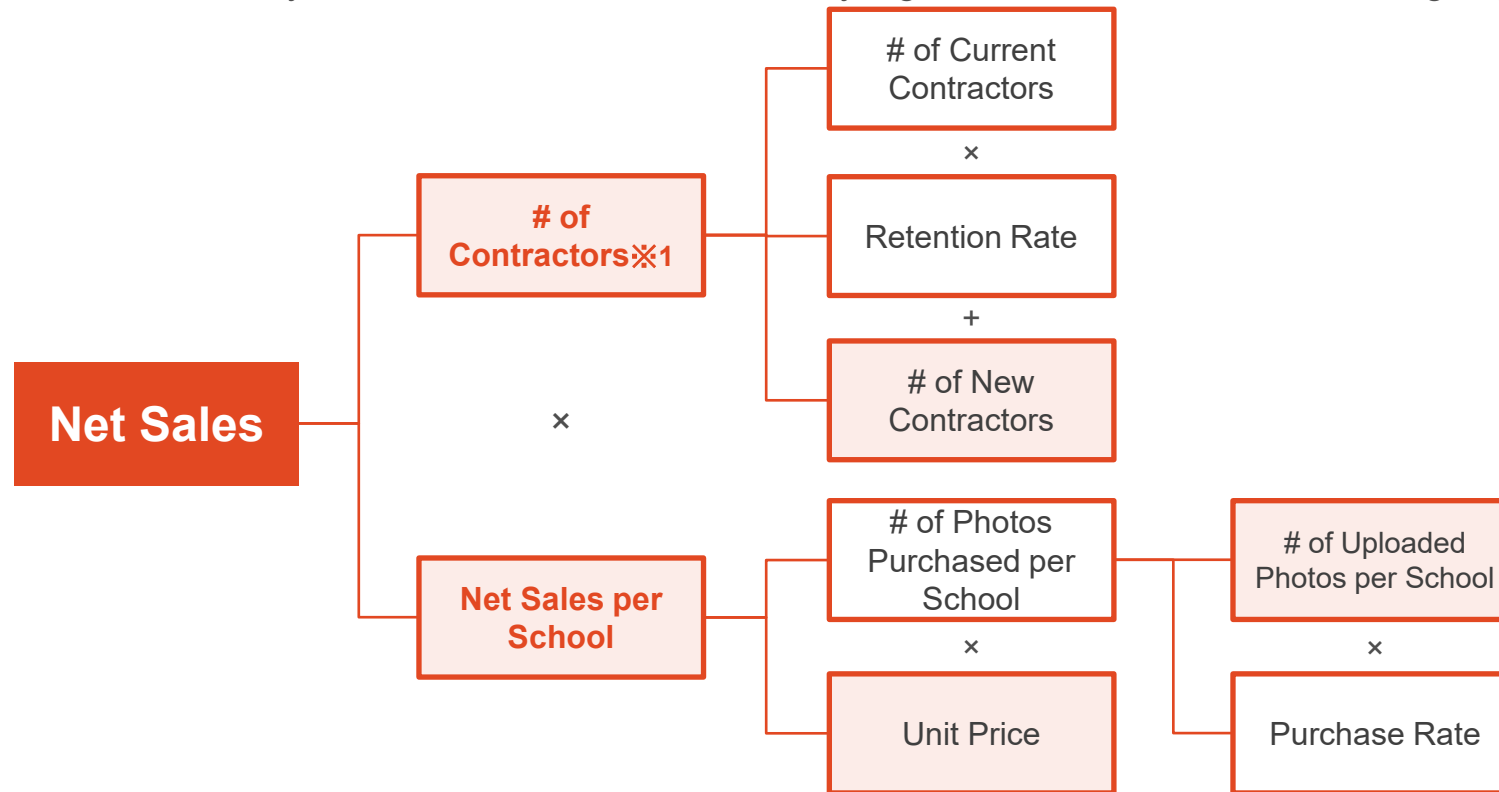 # of Current
Contractors
×
# of
Contractors※1
Retention Rate
+
# of New
Contractors
Net Sales
×
# of Photos
Purchased per
School
# of Uploaded
Photos per School
Net Sales per
School
×
×
Unit Price
Purchase Rate